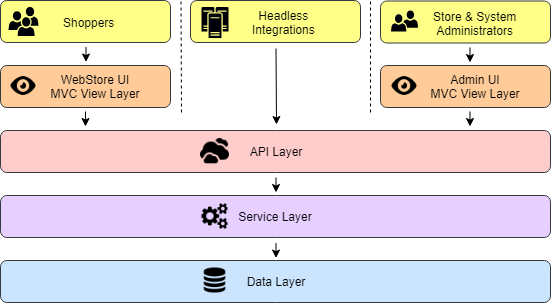 Shoppers
Headless
Integrations
Store & System
Administrators
WebStore UI
MVC View Layer
Admin UI
MVC View Layer
API Layer
Service Layer
Data Layer